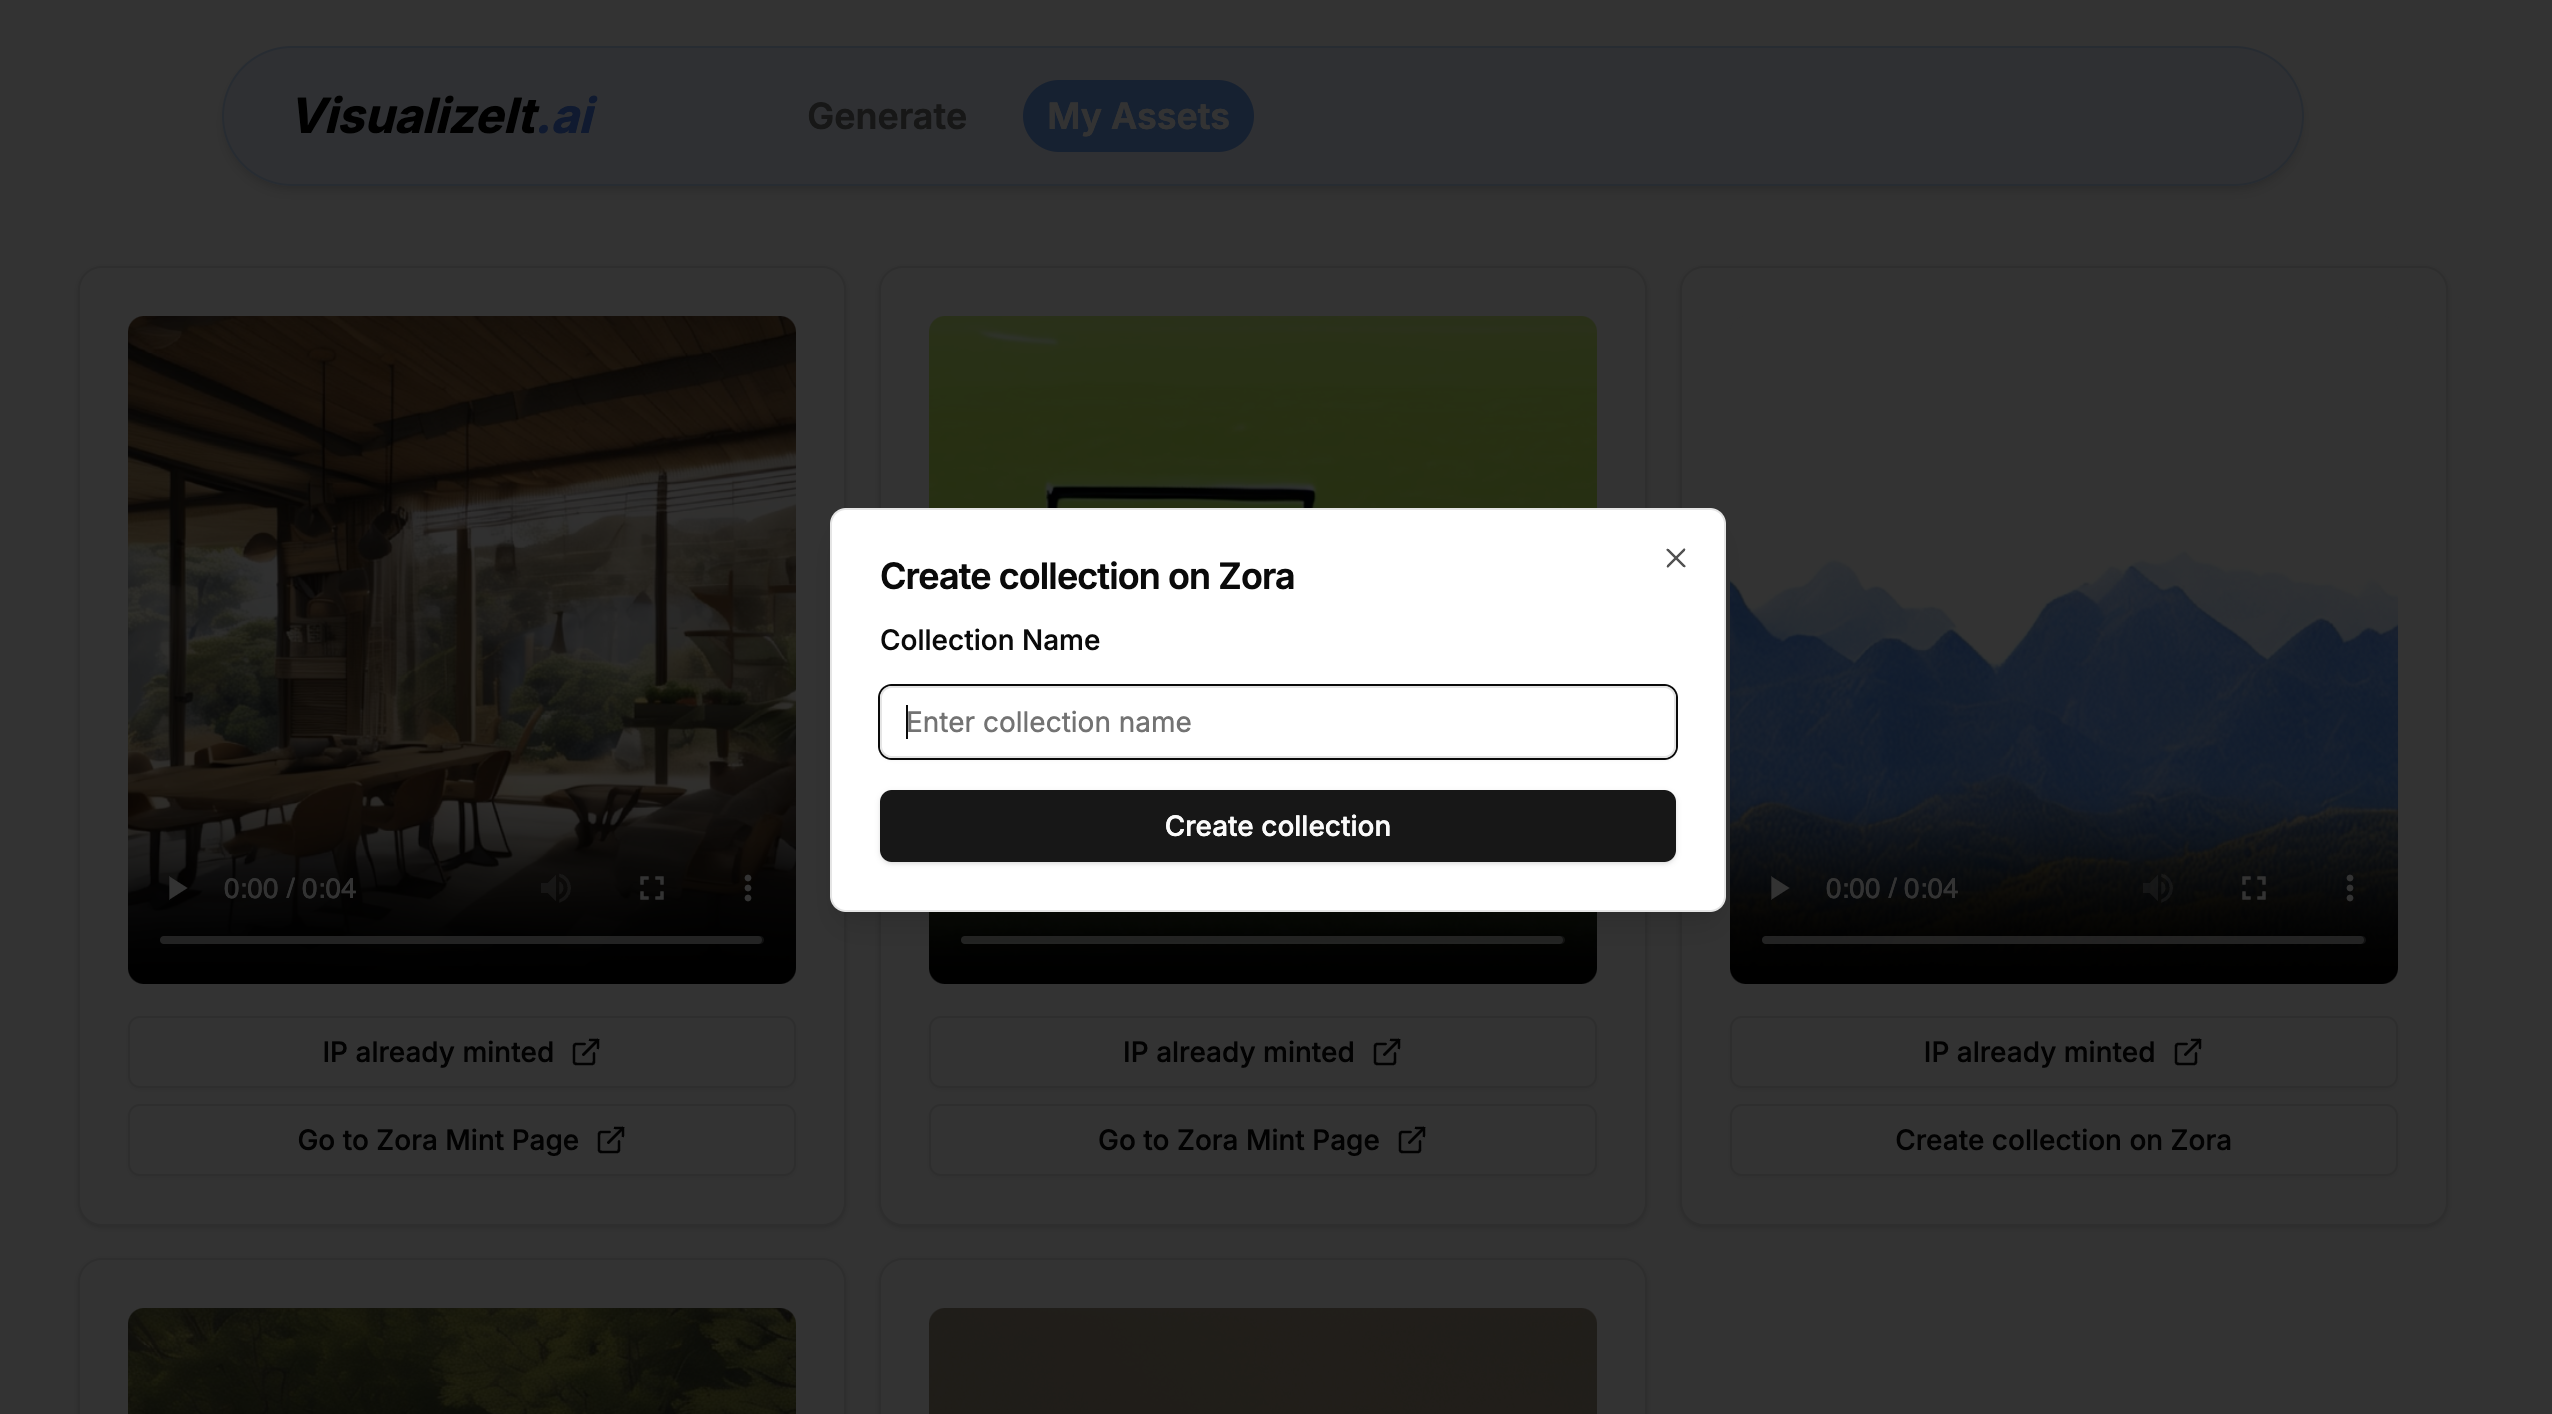 VisualizeIt.ai
Generate
My Assets
Create collection on Zora
Collection Name
Enter collection name
Create collection
0:00 / 0:04
0:00 / 0:04
IP already minted
IP already minted
IP already minted
Go to Zora Mint Page
Go to Zora Mint Page
Create collection on Zora